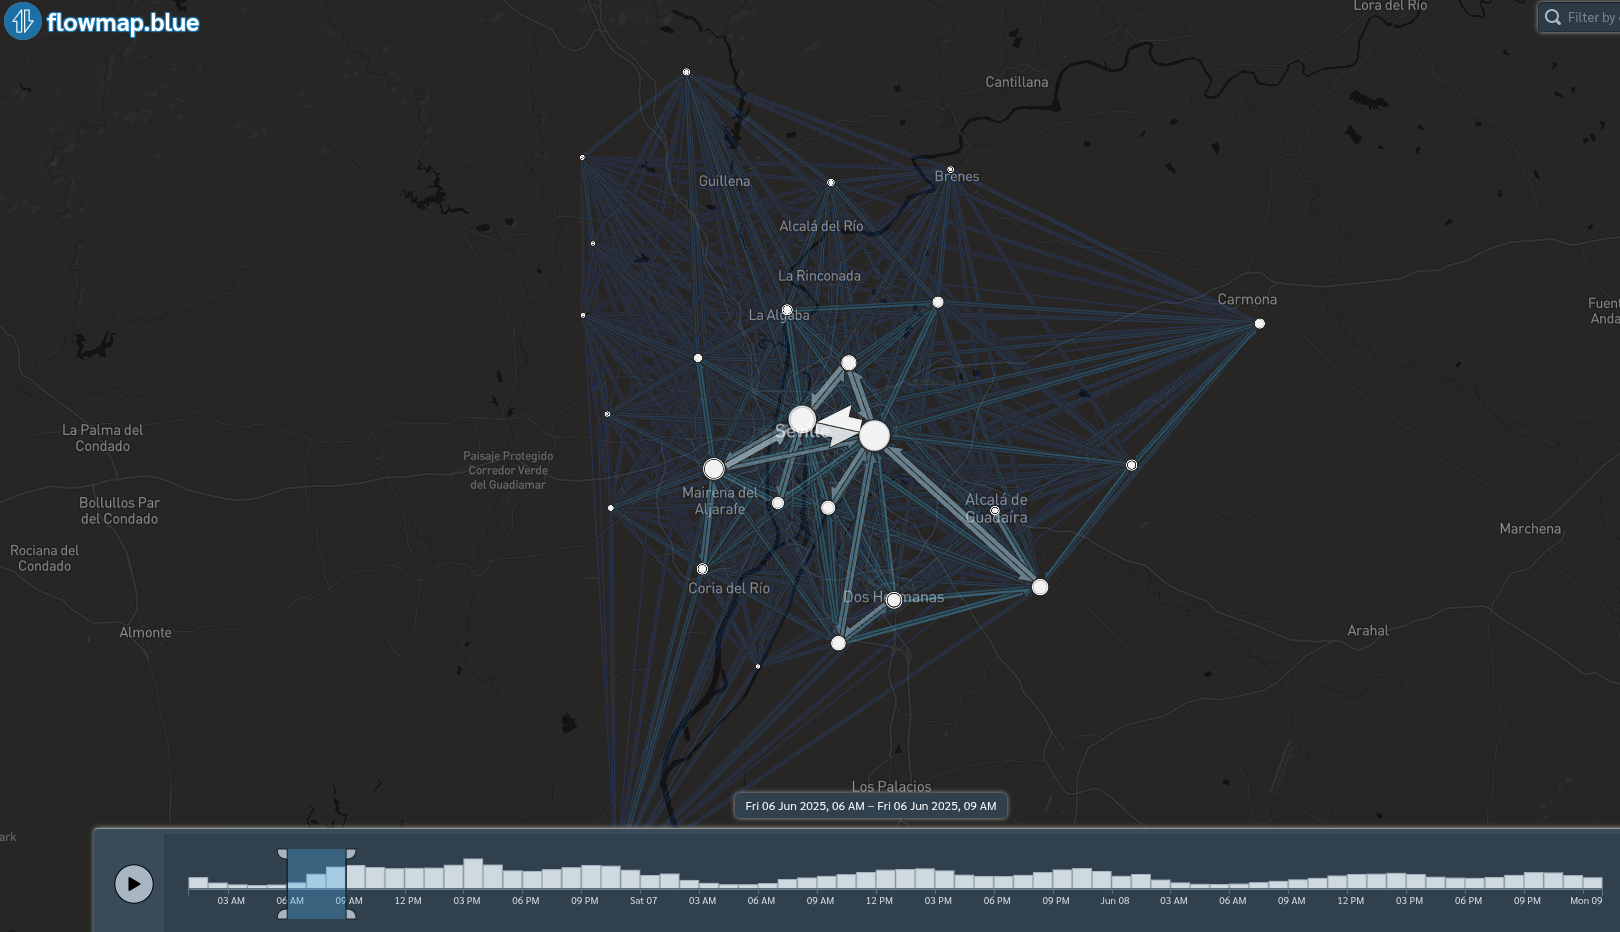 flowmap.blue
Lora del Río
Filter by
Cantillana
Guillena
Brenes
Alcalá del Río
La Rinconada
Carmona
La Algaba
Fuent
Anda
La Palma del
Condado
Seville
Paisaje Protegido
Corredor Verde
del Guadiamar
Mairena del
Aljarafe
Alcalá de
Guadaíra
Bollullos Par
del Condado
Marchena
Rociana del
Condado
Coria del Río
Dos Hermanas
Almonte
Arahal
Los Palacios
Fri 06 Jun 2025, 06 AM – Fri 06 Jun 2025, 09 AM
ark
03 AM 06 AM 09 AM 12 PM 03 PM 06 PM 09 PM Sat 07 03 AM 06 AM 09 AM 12 PM 03 PM 06 PM 09 PM Jun 08 03 AM 06 AM 09 AM 12 PM 03 PM 06 PM 09 PM Mon 09